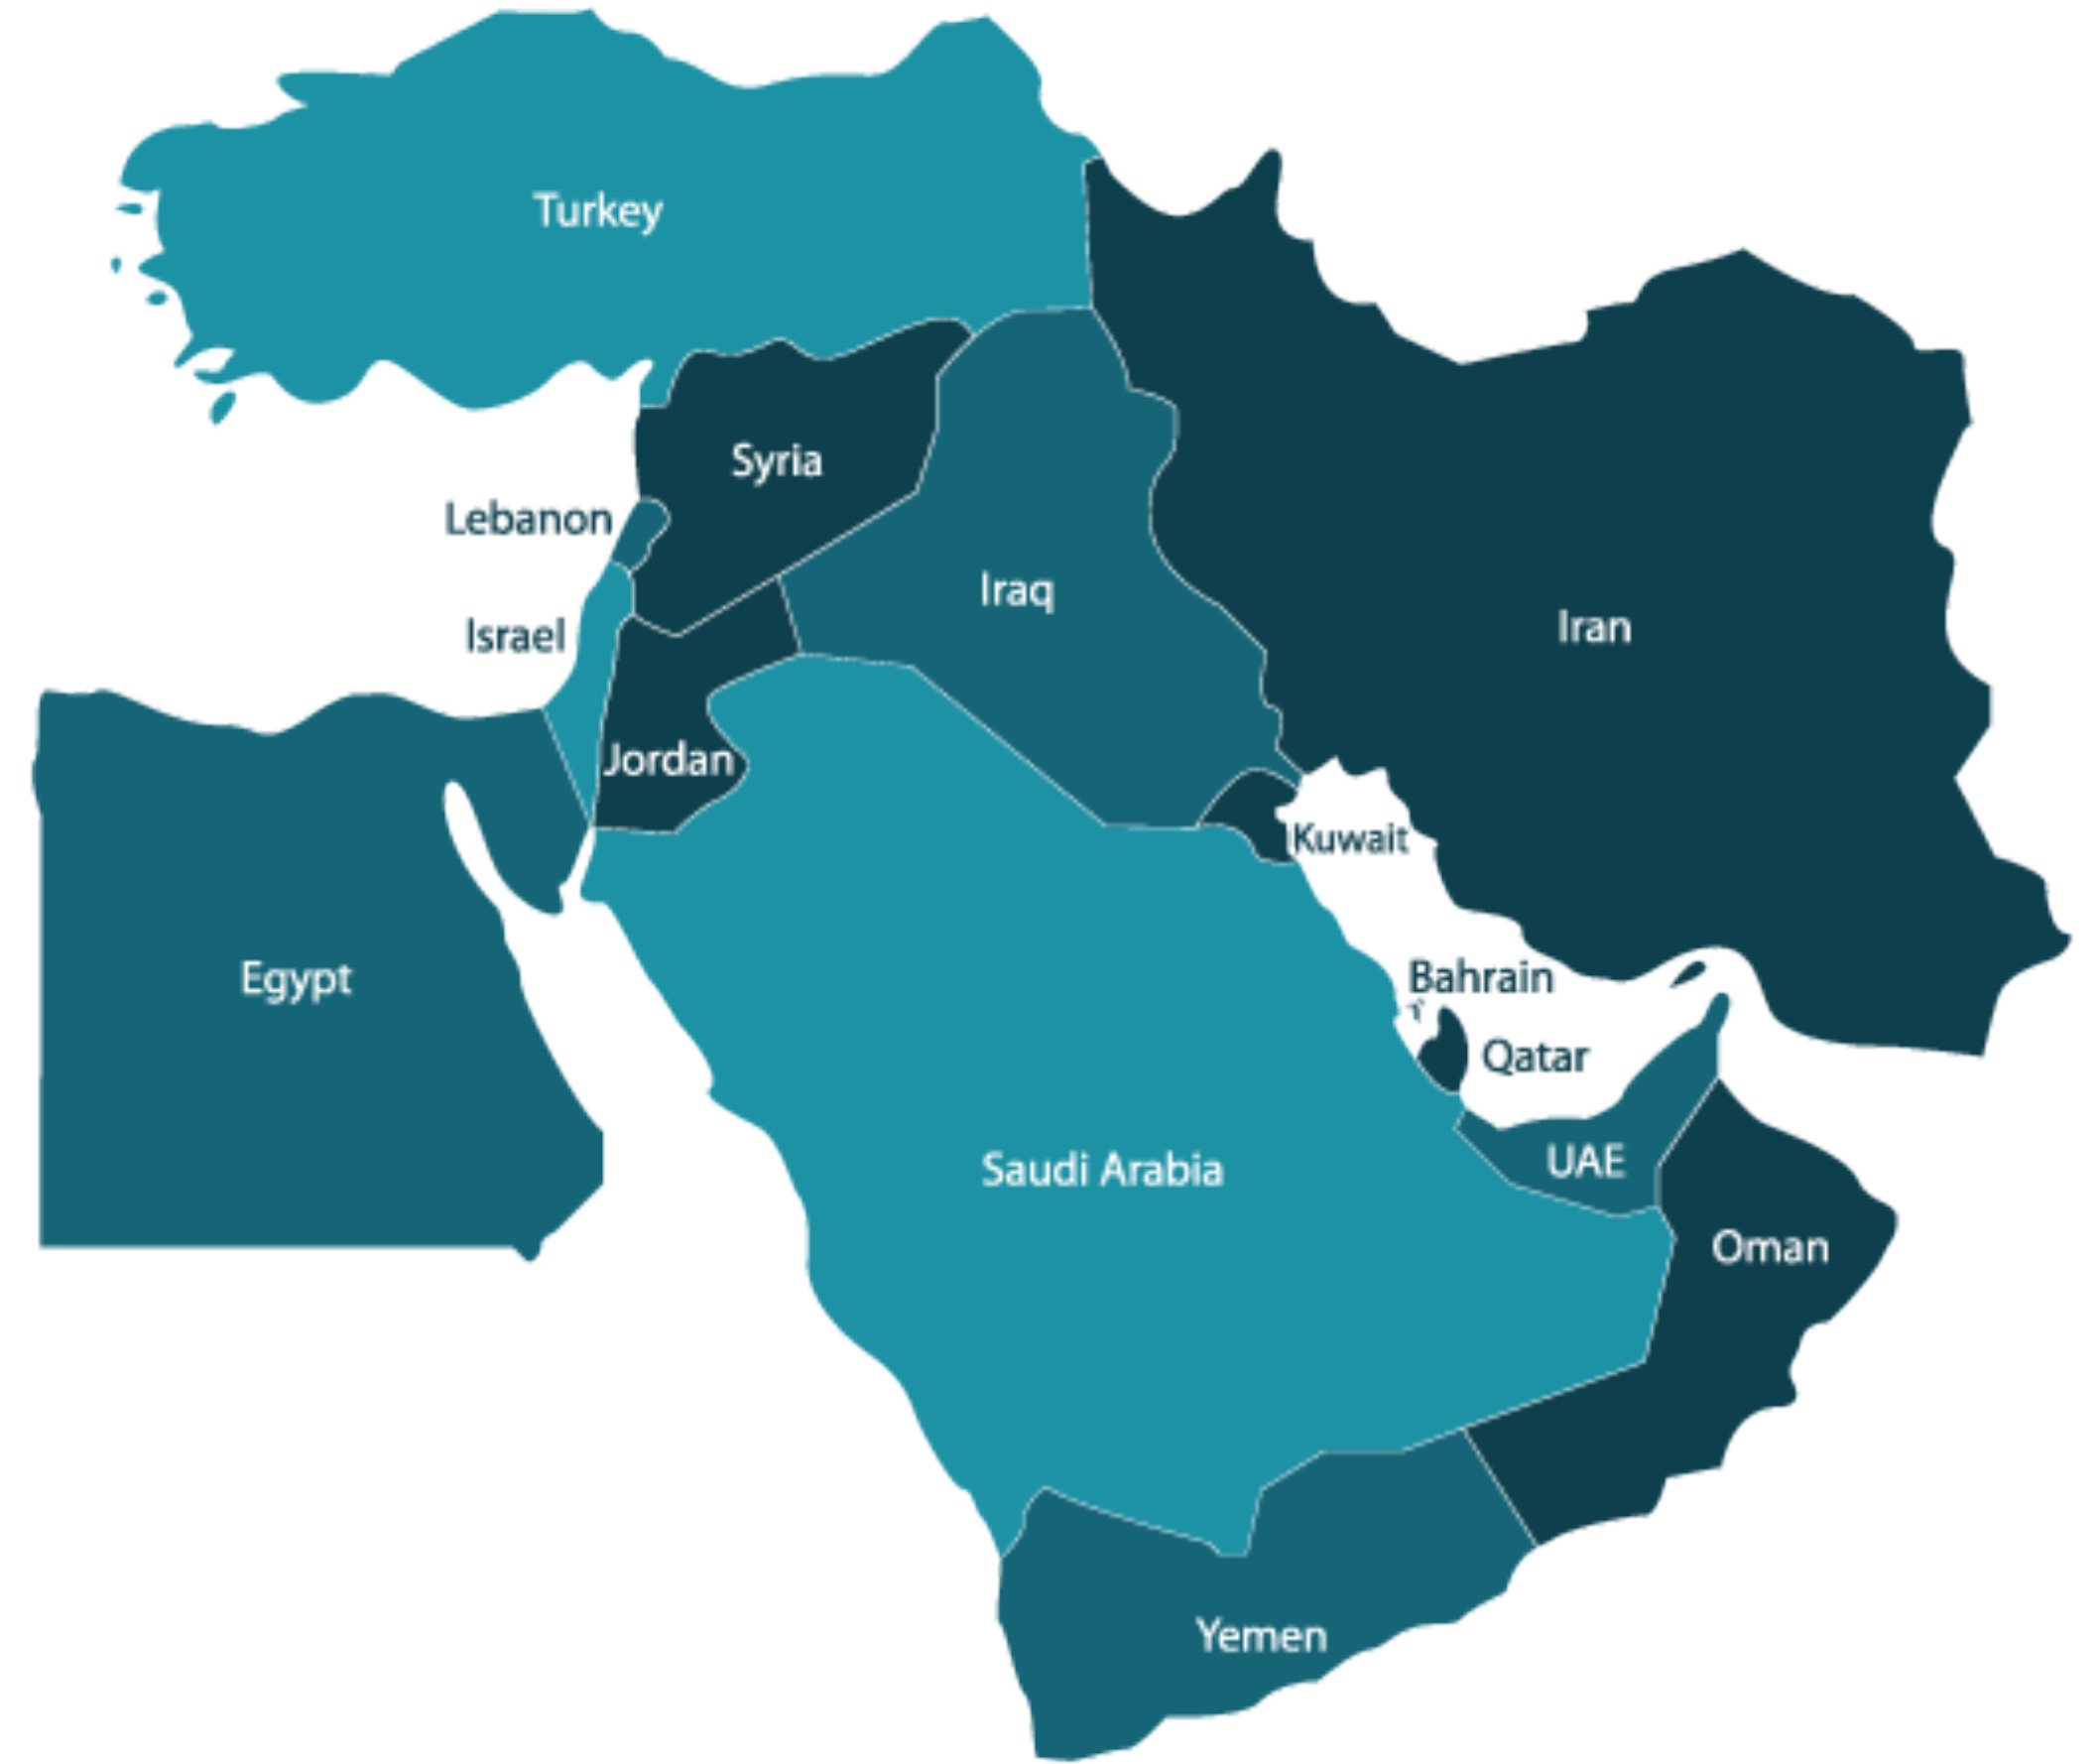 Turkey
Syria
Lebanon
Iraq
Iran
Israel
Jordan
Kuwait
Egypt
Bahrain
Qatar
Saudi Arabia
UAE
Oman
Yemen